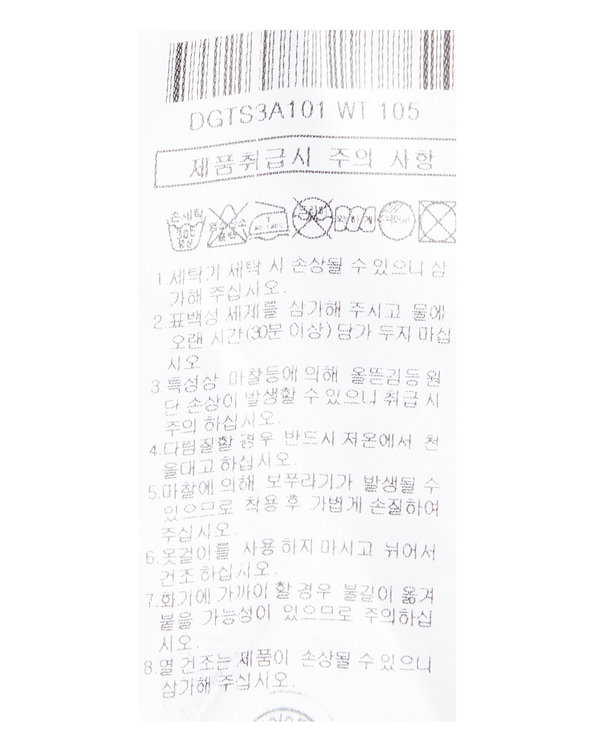 DGTS3A101 WT 105
제품취급시 주의 사항
손세탁
1.세탁기 세탁 시 손상될 수 있으니 삼
가해 주십시오.
2.표백성 세제를 삼가해 주시고 물에
오랜 시간(30분 이상) 담가 두지 마십
시오.
3.특성상 마찰등에 의해 올뜯김등 원
단 손상이 발생할 수 있으니 취급 시
주의 하십시오.
4.다림질할 경우 반드시 저온에서 천
을대고 하십시오.
5.마찰에 의해 보푸라기가 발생될 수
있으므로 착용 후 가볍게 손질하여
주십시오.
6.옷걸이를 사용 하지 마시고 뉘어서
건조 하십시오.
7.화기에 가까이 할 경우 불길이 옮겨
붙을 가능성이 있으므로 주의하십
시오.
8.열 건조는 제품이 손상될 수 있으니
삼가해 주십시오.